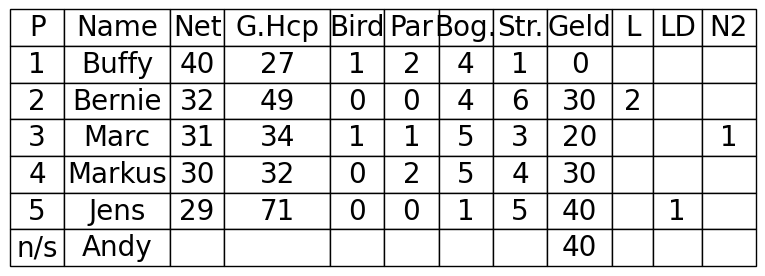 P Name Net G.Hcp Bird Par Bog. Str. Geld L LD N2
1 Buffy 40 27 1 2 4 1 0
2 Bernie 32 49 0 0 4 6 30 2
3 Marc 31 34 1 1 5 3 20 1
4 Markus 30 32 0 2 5 4 30
5 Jens 29 71 0 0 1 5 40 1
n/s Andy 40